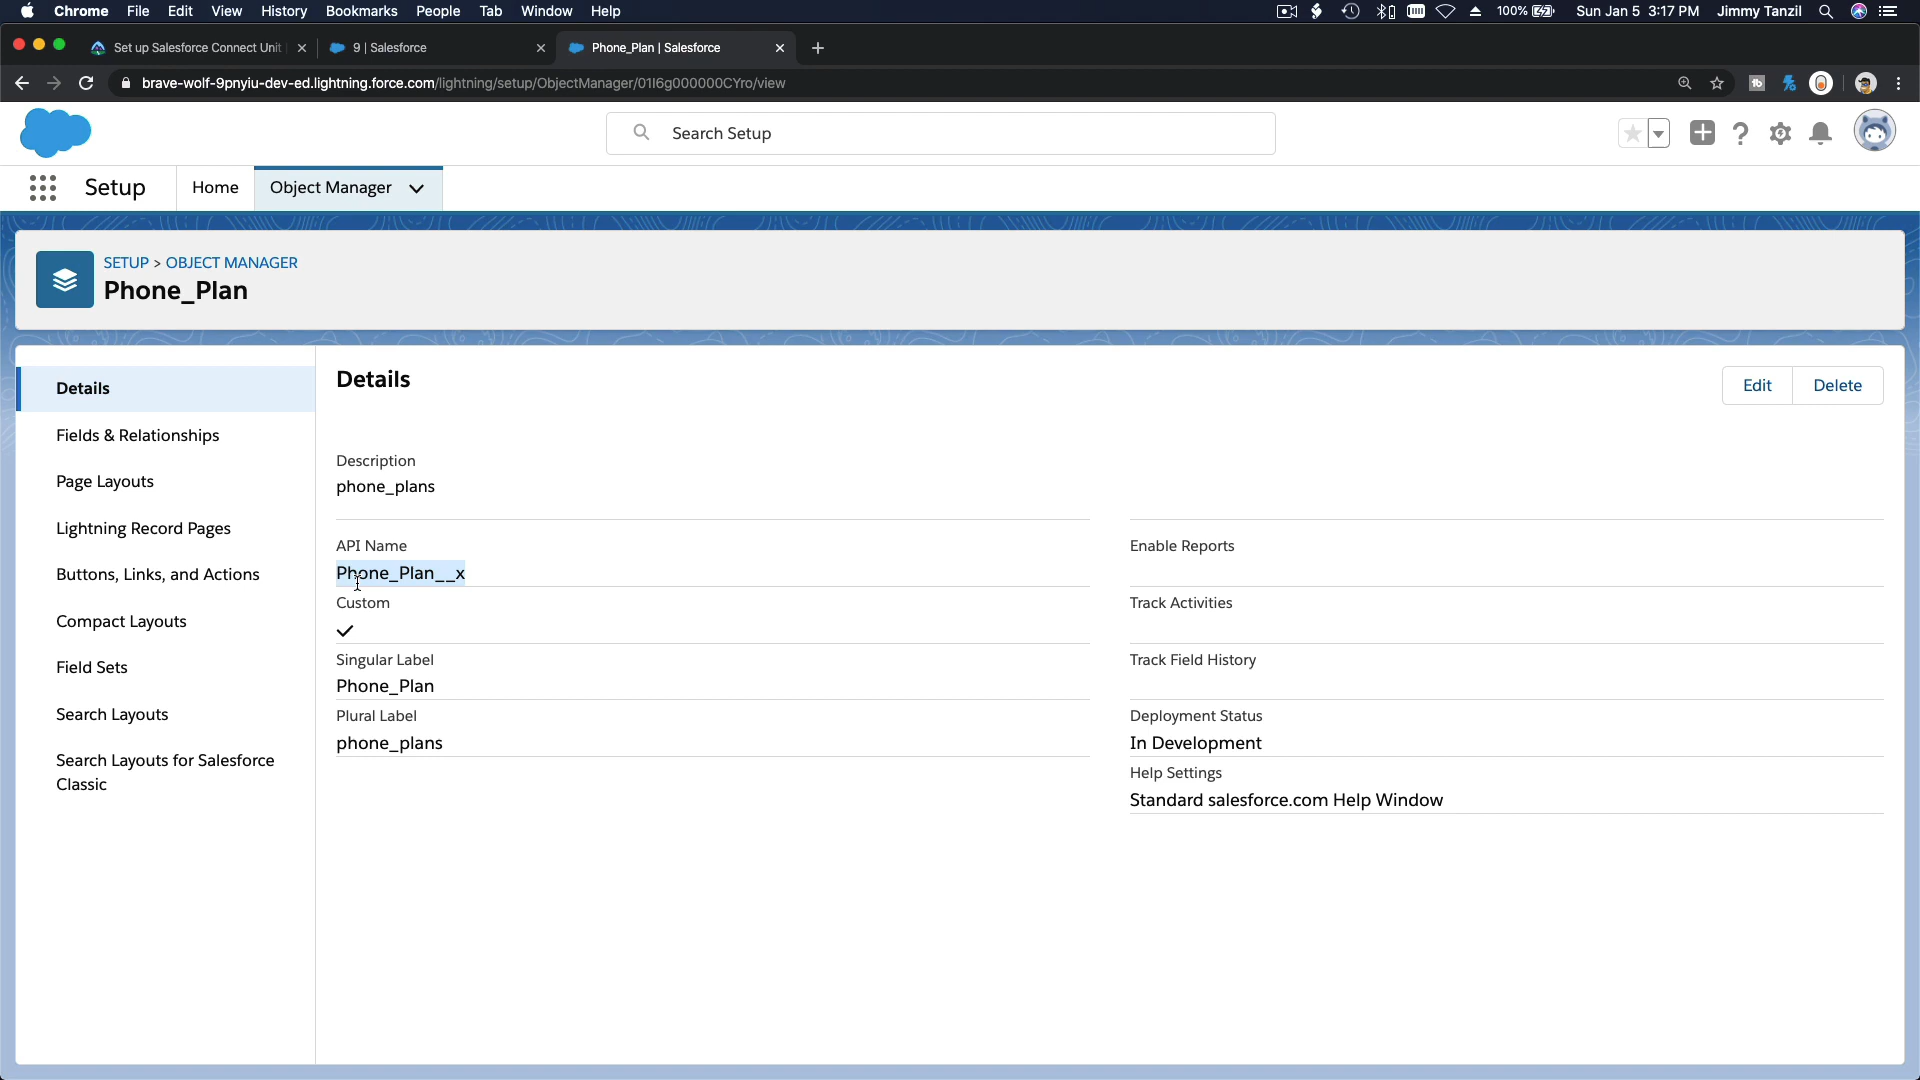 Chrome File Edit View History Bookmarks People Tab Window Help 100% Sun Jan 5 3:17 PM Jimmy Tanzil
Set up Salesforce Connect Unit 9 | Salesforce Phone_Plan | Salesforce
brave-wolf-9pnyiu-dev-ed.lightning.force.com/lightning/setup/ObjectManager/01I6g000000CYro/view
Search Setup
Setup Home Object Manager
SETUP > OBJECT MANAGER
Phone_Plan
Details
Fields & Relationships
Page Layouts
Lightning Record Pages
Buttons, Links, and Actions
Compact Layouts
Field Sets
Search Layouts
Search Layouts for Salesforce
Classic
Details
Edit Delete
Description
phone_plans
API Name
Phone_Plan__x
Custom
Singular Label
Phone_Plan
Plural Label
phone_plans
Enable Reports
Track Activities
Track Field History
Deployment Status
In Development
Help Settings
Standard salesforce.com Help Window